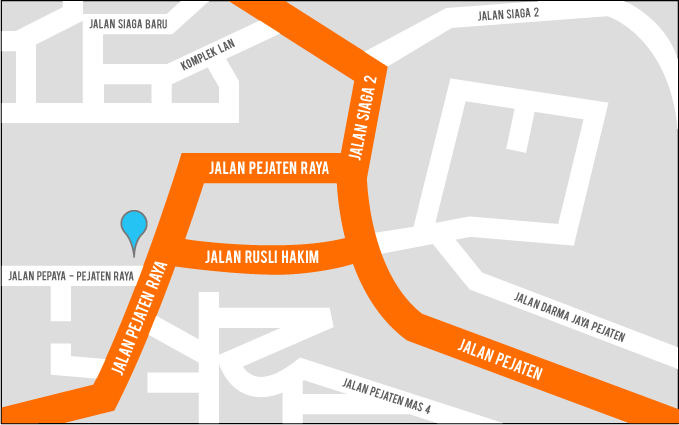 JALAN SIAGA BARU
JALAN SIAGA 2
KOMPLEK LAN
JALAN SIAGA 2
JALAN PEJATEN RAYA
JALAN RUSLI HAKIM
JALAN PEPAYA - PEJATEN RAYA
JALAN PEJATEN RAYA
JALAN DARMA JAYA PEJATEN
JALAN PEJATEN
JALAN PEJATEN MAS 4